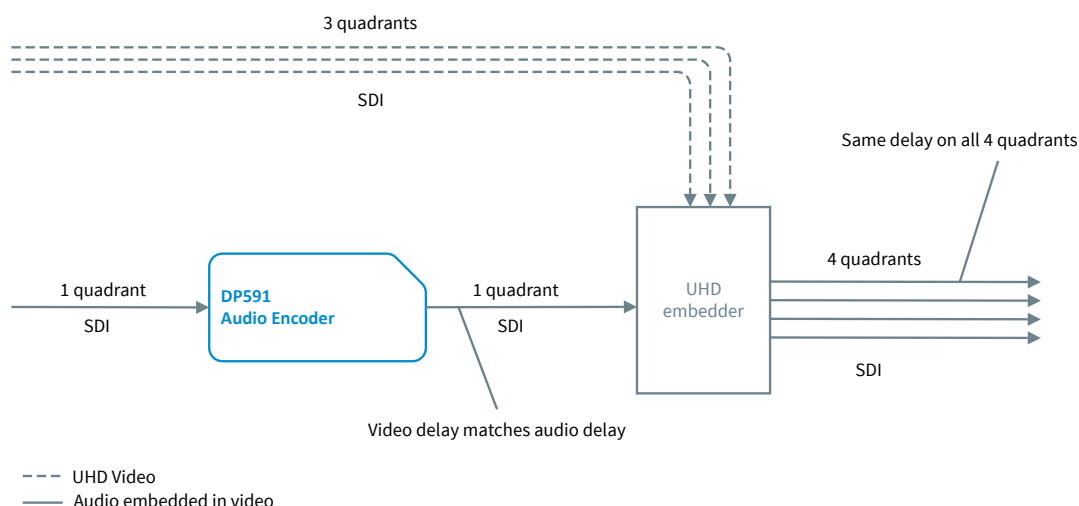 3 quadrants
SDI
Same delay on all 4 quadrants
4 quadrants
1 quadrant
SDI
DP591
Audio Encoder
1 quadrant
SDI
UHD
embedder
SDI
Video delay matches audio delay
UHD Video
Audio embedded in video